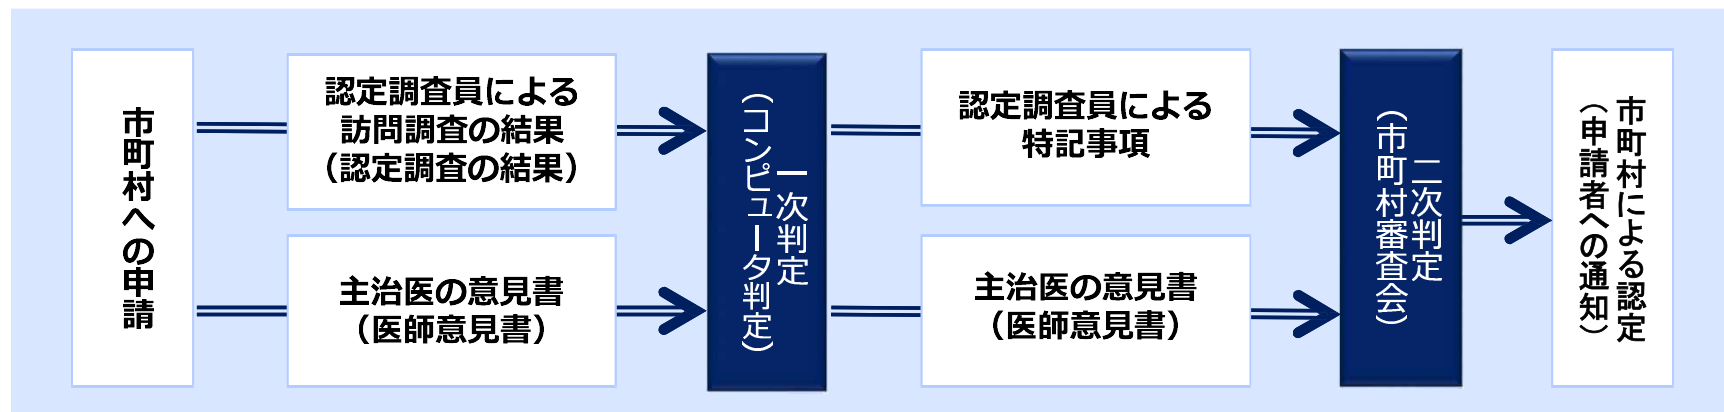 市町村への申請
認定調査員による
訪問調査の結果
（認定調査の結果）
主治医の意見書
（医師意見書）
一次判定
（コンピュータ判定）
認定調査員による
特記事項
主治医の意見書
（医師意見書）
二次判定
（市町村審査会）
市町村による認定
（申請者への通知）